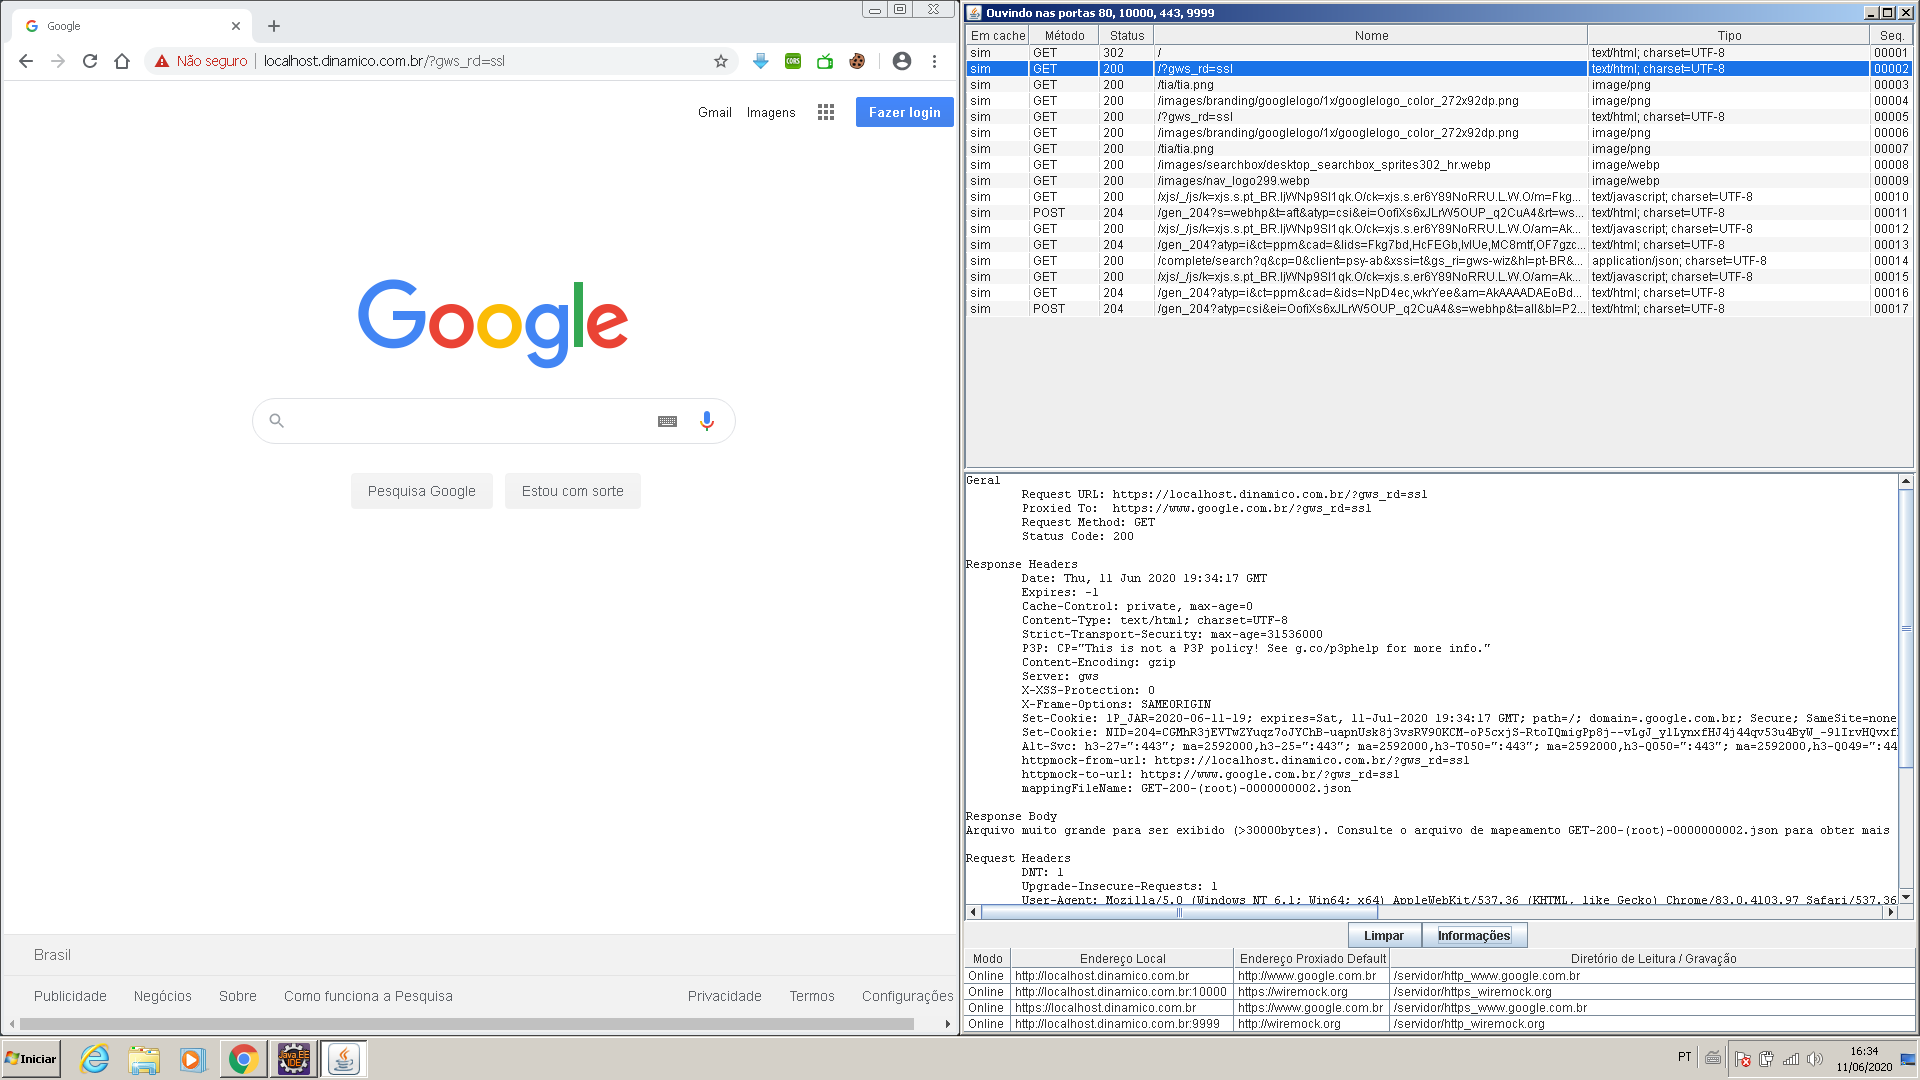 Google
Não seguro
localhost.dinamico.com.br/?gws_rd=ssl
CORS
Gmail Imagens Fazer login
Google
Pesquisa Google Estou com sorte
Brasil
Publicidade Negócios Sobre Como funciona a Pesquisa Privacidade Termos Configurações
Ouvindo nas portas 80, 10000, 443, 9999
Em cache Método Status Nome Tipo Seq.
sim GET 302 / text/html; charset=UTF-8 00001
sim GET 200 /?gws_rd=ssl text/html; charset=UTF-8 00002
sim GET 200 /tia/tia.png image/png 00003
sim GET 200 /images/branding/googlelogo/1x/googlelogo_color_272x92dp.png image/png 00004
sim GET 200 /?gws_rd=ssl text/html; charset=UTF-8 00005
sim GET 200 /images/branding/googlelogo/1x/googlelogo_color_272x92dp.png image/png 00006
sim GET 200 /tia/tia.png image/png 00007
sim GET 200 /images/searchbox/desktop_searchbox_sprites302_hr.webp image/webp 00008
sim GET 200 /images/nav_logo299.webp image/webp 00009
sim GET 200 /xjs/_/js/k=xjs.s.pt_BR.ljWNp9Sl1qk.O/ck=xjs.s.er6Y89NoRRU.L.W.O/m=Fkg... text/javascript; charset=UTF-8 00010
sim POST 204 /gen_204?s=webhp&t=aft&atyp=csi&ei=OofiXs6xJLrW5OUP_q2CuA4&rt=ws... text/html; charset=UTF-8 00011
sim GET 200 /xjs/_/js/k=xjs.s.pt_BR.ljWNp9Sl1qk.O/ck=xjs.s.er6Y89NoRRU.L.W.O/am=Ak... text/javascript; charset=UTF-8 00012
sim GET 204 /gen_204?atyp=i&ct=ppm&cad=&lids=Fkg7bd,HcFEGb,IvlUe,MC8mtf,OF7gzc... text/html; charset=UTF-8 00013
sim GET 200 /complete/search?q&cp=0&client=psy-ab&xssi=t&gs_ri=gws-wiz&hl=pt-BR&... application/json; charset=UTF-8 00014
sim GET 200 /xjs/_/js/k=xjs.s.pt_BR.ljWNp9Sl1qk.O/ck=xjs.s.er6Y89NoRRU.L.W.O/am=Ak... text/javascript; charset=UTF-8 00015
sim GET 204 /gen_204?atyp=i&ct=ppm&cad=&ids=NpD4ec,wkrYee&am=AkAAAADAEoBd... text/html; charset=UTF-8 00016
sim POST 204 /gen_204?atyp=csi&ei=OofiXs6xJLrW5OUP_q2CuA4&s=webhp&t=all&bl=P2... text/html; charset=UTF-8 00017
Geral
Request URL: https://localhost.dinamico.com.br/?gws_rd=ssl
Proxied To: https://www.google.com.br/?gws_rd=ssl
Request Method: GET
Status Code: 200
Response Headers
Date: Thu, 11 Jun 2020 19:34:17 GMT
Expires: -1
Cache-Control: private, max-age=0
Content-Type: text/html; charset=UTF-8
Strict-Transport-Security: max-age=31536000
P3P: CP="This is not a P3P policy! See g.co/p3phelp for more info."
Content-Encoding: gzip
Server: gws
X-XSS-Protection: 0
X-Frame-Options: SAMEORIGIN
Set-Cookie: 1P_JAR=2020-06-11-19; expires=Sat, 11-Jul-2020 19:34:17 GMT; path=/; domain=.google.com.br; Secure; SameSite=none
Set-Cookie: NID=204=CGMhR3jEVTwZYuqz7oJYChB-uapnUsk8j3vsRV90KCM-oP5cxjS-RtoIQmigPp8j--vLgJ_ylLynxfHJ4j44qv53u4ByW_-9lIrvHQvxf
Alt-Svc: h3-27=":443"; ma=2592000,h3-25=":443"; ma=2592000,h3-T050=":443"; ma=2592000,h3-Q050=":443"; ma=2592000,h3-Q049=":44
httpmock-from-url: https://localhost.dinamico.com.br/?gws_rd=ssl
httpmock-to-url: https://www.google.com.br/?gws_rd=ssl
mappingFileName: GET-200-(root)-0000000002.json
Response Body
Arquivo muito grande para ser exibido (>30000bytes). Consulte o arquivo de mapeamento GET-200-(root)-0000000002.json para obter mais
Request Headers
DNT: 1
Upgrade-Insecure-Requests: 1
User-Agent: Mozilla/5.0 (Windows NT 6.1; Win64; x64) AppleWebKit/537.36 (KHTML, like Gecko) Chrome/83.0.4103.97 Safari/537.36
Limpar Informações
Modo Endereço Local Endereço Proxiado Default Diretório de Leitura / Gravação
Online http://localhost.dinamico.com.br http://www.google.com.br /servidor/http_www.google.com.br
Online http://localhost.dinamico.com.br:10000 https://wiremock.org /servidor/https_wiremock.org
Online https://localhost.dinamico.com.br https://www.google.com.br /servidor/https_www.google.com.br
Online http://localhost.dinamico.com.br:9999 http://wiremock.org /servidor/http_wiremock.org
Iniciar
Java EE
IDE
PT
16:34
11/06/2020